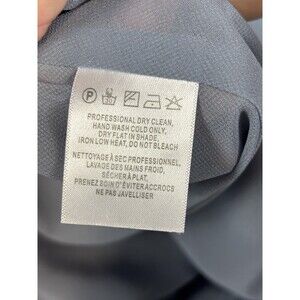 PROFESSIONAL DRY CLEAN,
HAND WASH COLD ONLY,
DRY FLAT IN SHADE.
IRON LOW HEAT, DO NOT BLEACH
NETTOYAGE À SEC PROFESSIONNEL,
LAVAGE DES MAINS FROID,
SÉCHER À PLAT,
PRENEZ SOIN D'ÉVITER ACCROCS
NE PAS JAVELLISER